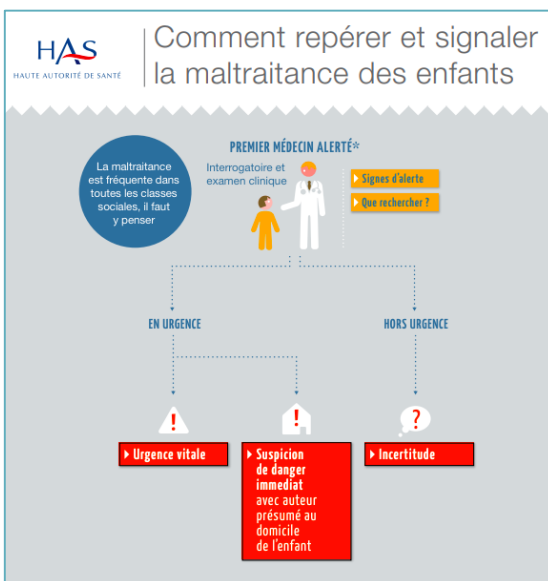 HAS
HAUTE AUTORITÉ DE SANTÉ
Comment repérer et signaler
la maltraitance des enfants
La maltraitance
est fréquente dans
toutes les classes
sociales, il faut
y penser
PREMIER MÉDECIN ALERTÉ*
Interrogatoire et
examen clinique
Signes d'alerte
Que rechercher ?
EN URGENCE
HORS URGENCE
!
!
?
Urgence vitale
Suspicion
de danger
immediat
avec auteur
présumé au
domicile
de l'enfant
Incertitude